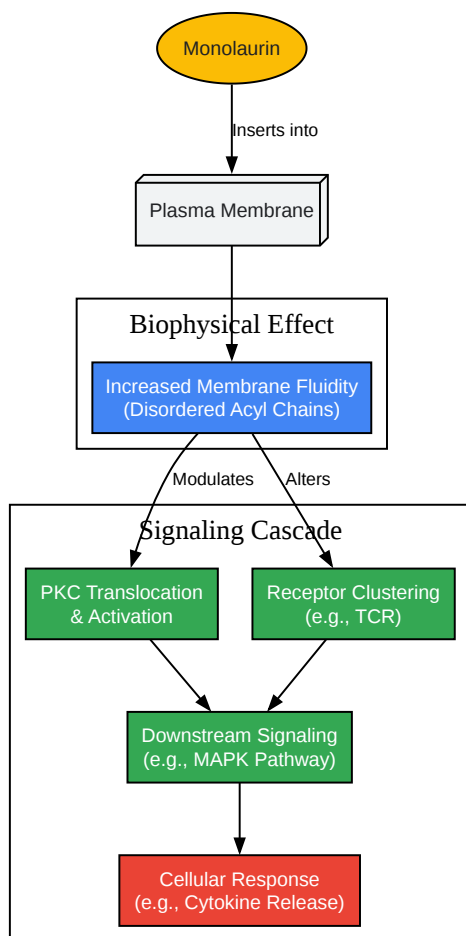 Monolaurin
Inserts into
Plasma Membrane
Biophysical Effect
Increased Membrane Fluidity
(Disordered Acyl Chains)
Modulates
Alters
Signaling Cascade
PKC Translocation
& Activation
Receptor Clustering
(e.g., TCR)
Downstream Signaling
(e.g., MAPK Pathway)
Cellular Response
(e.g., Cytokine Release)